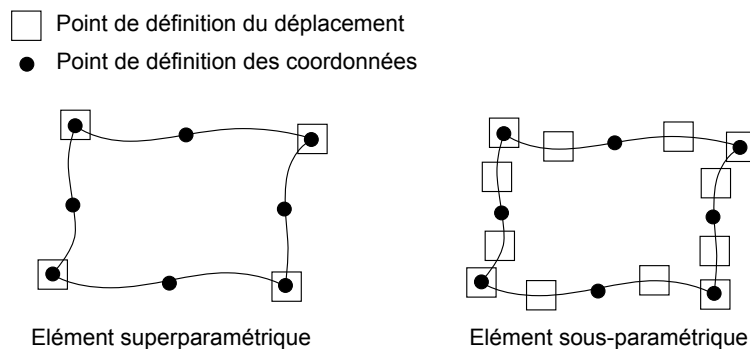 Point de définition du déplacement
Point de définition des coordonnées
Elément superparamétrique
Elément sous-paramétrique